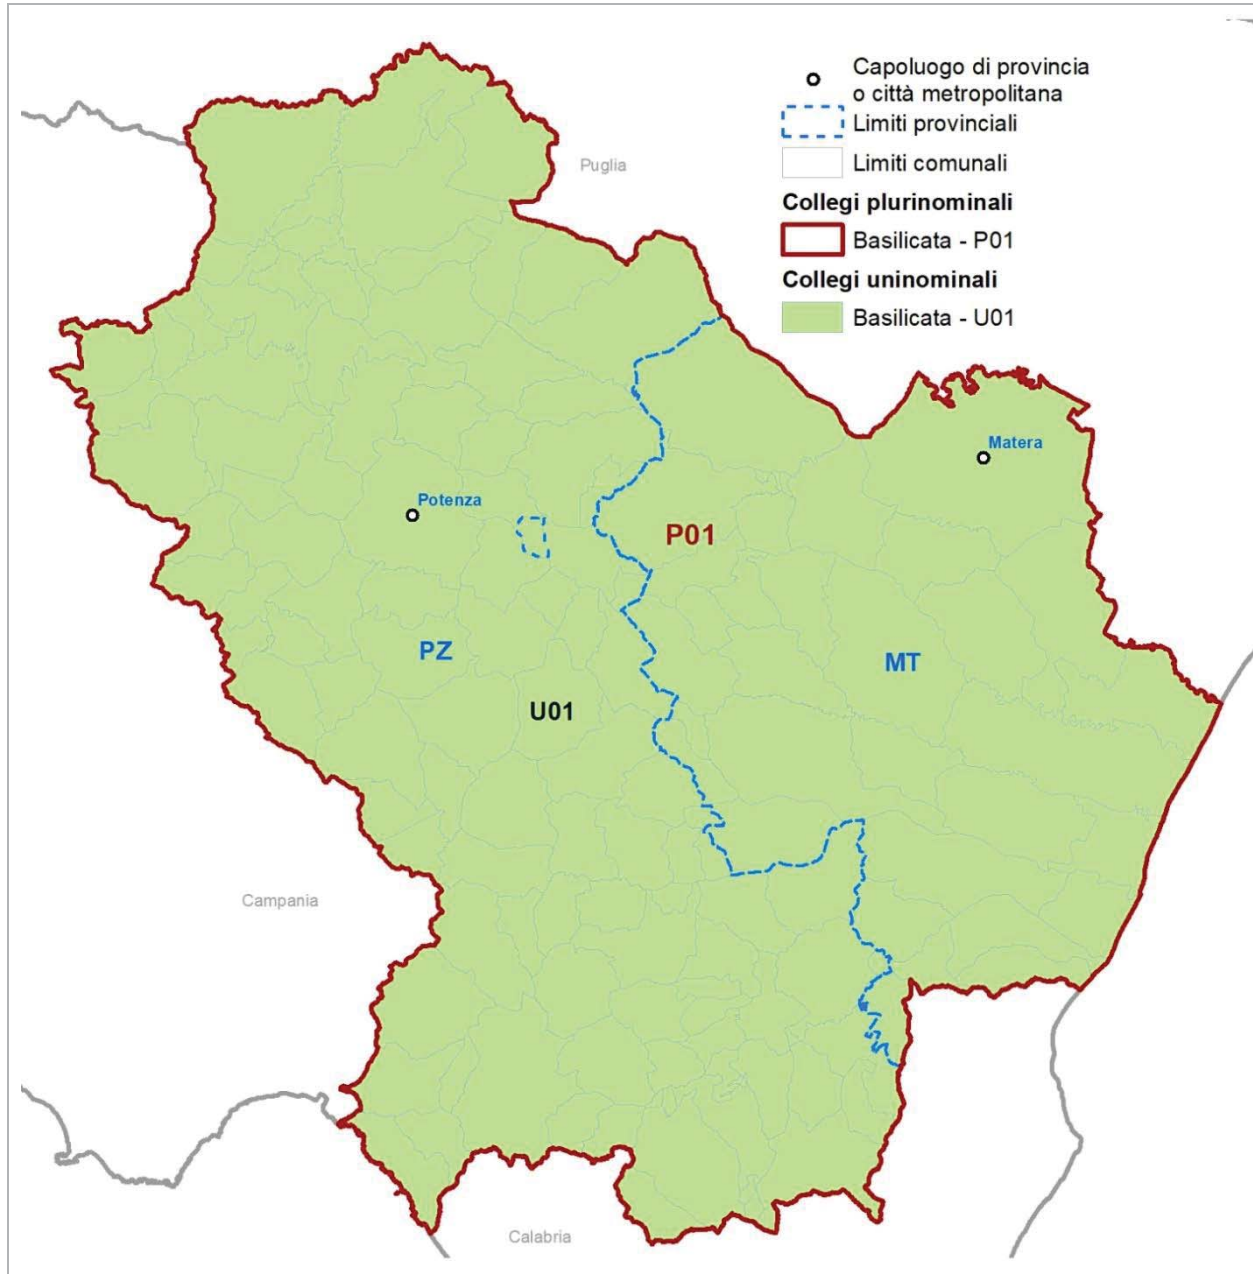 Capoluogo di provincia
o città metropolitana
Limiti provinciali
Limiti comunali
Collegi plurinominali
Basilicata - P01
Collegi uninominali
Basilicata - U01
Puglia
Matera
Potenza
P01
PZ
MT
U01
Campania
Calabria